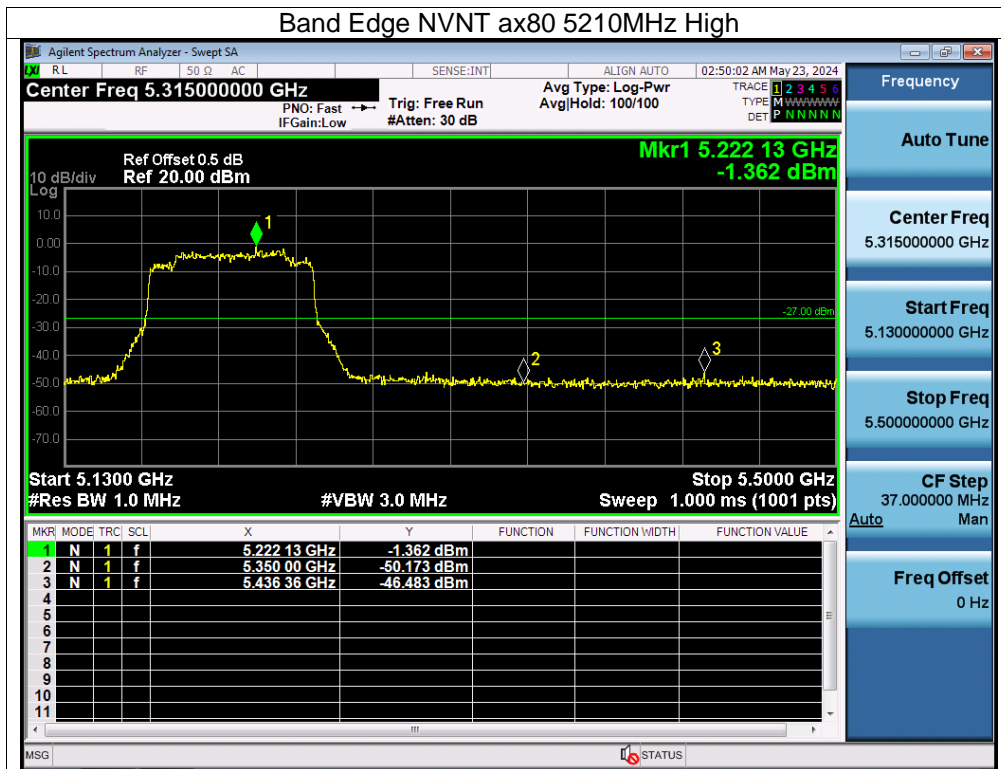 Band Edge NVNT ax80 5210MHz High
Agilent Spectrum Analyzer - Swept SA
LXI RL RF 50 Ω AC SENSE:INT ALIGN AUTO 02:50:02 AM May 23, 2024
Center Freq 5.315000000 GHz
PNO: Fast
IFGain:Low
Trig: Free Run
#Atten: 30 dB
Avg Type: Log-Pwr
Avg|Hold: 100/100
TRACE 1 2 3 4 5 6
TYPE M WWWWW
DET P N N N N N
Mkr1 5.222 13 GHz
-1.362 dBm
Ref Offset 0.5 dB
10 dB/div Ref 20.00 dBm
Log
10.0
0.00
-10.0
-20.0
-30.0
-40.0
-50.0
-60.0
-70.0
1
2
3
-27.00 dBm
Start 5.1300 GHz Stop 5.5000 GHz
#Res BW 1.0 MHz #VBW 3.0 MHz Sweep 1.000 ms (1001 pts)
MKR MODE TRC SCL X Y FUNCTION FUNCTION WIDTH FUNCTION VALUE
1 N 1 f 5.222 13 GHz -1.362 dBm
2 N 1 f 5.350 00 GHz -50.173 dBm
3 N 1 f 5.436 36 GHz -46.483 dBm
4
5
6
7
8
9
10
11
MSG STATUS
Frequency
Auto Tune
Center Freq
5.315000000 GHz
Start Freq
5.130000000 GHz
Stop Freq
5.500000000 GHz
CF Step
37.000000 MHz
Auto Man
Freq Offset
0 Hz